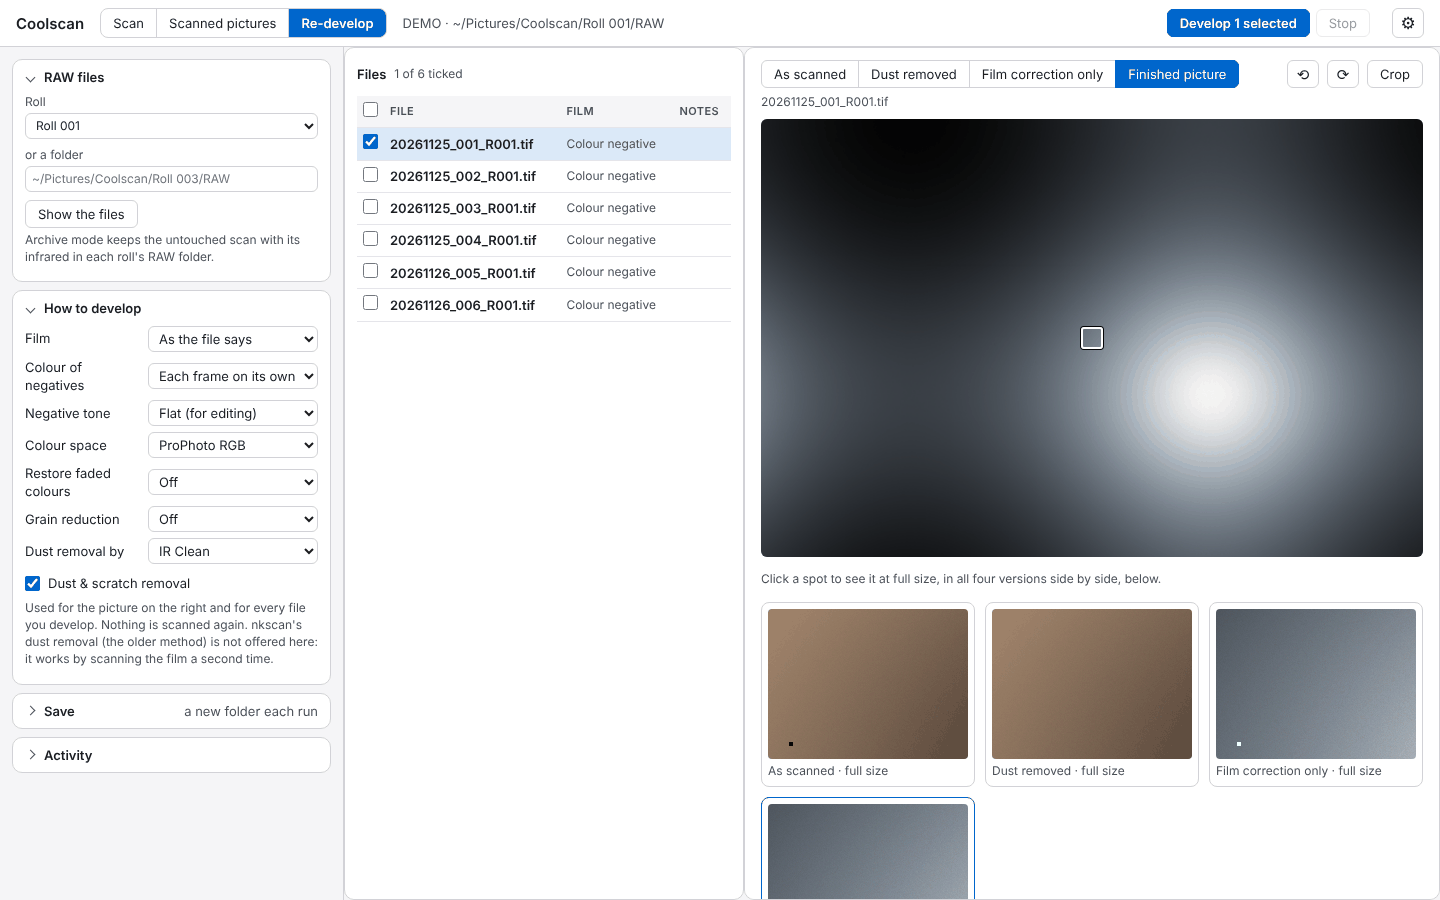 Coolscan
Scan
Scanned pictures
Re-develop
DEMO · ~/Pictures/Coolscan/Roll 001/RAW
Develop 1 selected
Stop
RAW files
Roll
Roll 001
or a folder
~/Pictures/Coolscan/Roll 003/RAW
Show the files
Archive mode keeps the untouched scan with its
infrared in each roll's RAW folder.
How to develop
Film
As the file says
Colour of
negatives
Each frame on its own
Negative tone
Flat (for editing)
Colour space
ProPhoto RGB
Restore faded
colours
Off
Grain reduction
Off
Dust removal by
IR Clean
Dust & scratch removal
Used for the picture on the right and for every file
you develop. Nothing is scanned again. nkscan's
dust removal (the older method) is not offered here:
it works by scanning the film a second time.
Save
a new folder each run
Activity
Files 1 of 6 ticked
FILE FILM NOTES
20261125_001_R001.tif Colour negative
20261125_002_R001.tif Colour negative
20261125_003_R001.tif Colour negative
20261125_004_R001.tif Colour negative
20261126_005_R001.tif Colour negative
20261126_006_R001.tif Colour negative
As scanned
Dust removed
Film correction only
Finished picture
Crop
20261125_001_R001.tif
Click a spot to see it at full size, in all four versions side by side, below.
As scanned · full size
Dust removed · full size
Film correction only · full size